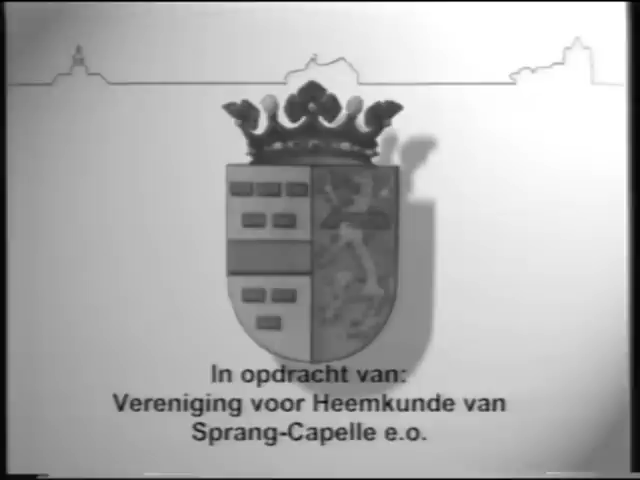 In opdracht van:
Vereniging voor Heemkunde van
Sprang-Capelle e.o.